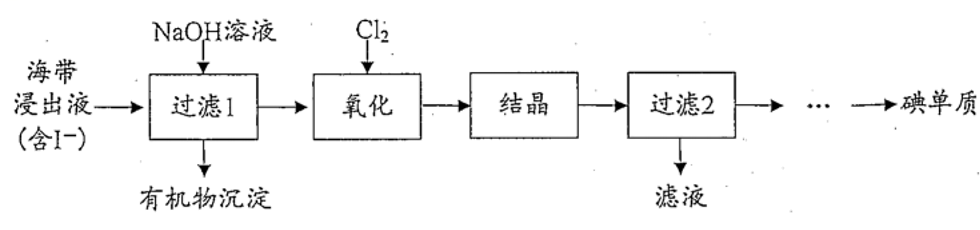 NaOH溶液
Cl₂
海带
浸出液
(含I⁻)
过滤1
氧化
结晶
过滤2
…
碘单质
有机物沉淀
滤液